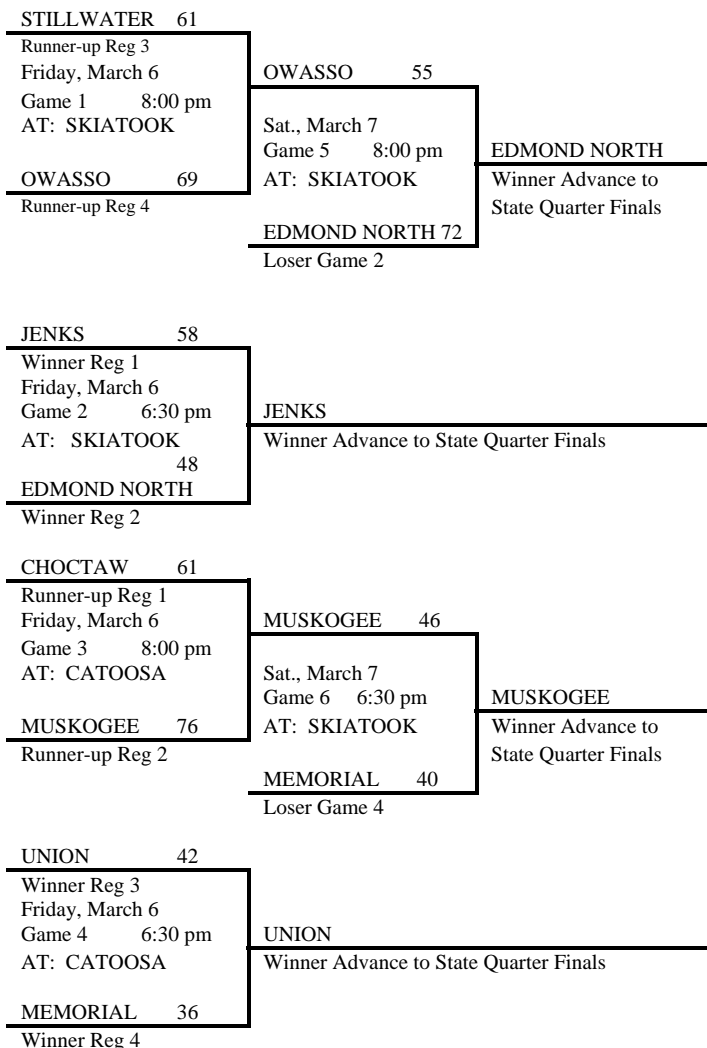 STILLWATER 61
Runner-up Reg 3
Friday, March 6
Game 1 8:00 pm
AT: SKIATOOK
OWASSO 69
Runner-up Reg 4
OWASSO 55
Sat., March 7
Game 5 8:00 pm
AT: SKIATOOK
EDMOND NORTH 72
Loser Game 2
EDMOND NORTH
Winner Advance to
State Quarter Finals
JENKS 58
Winner Reg 1
Friday, March 6
Game 2 6:30 pm
AT: SKIATOOK
48
EDMOND NORTH
Winner Reg 2
JENKS
Winner Advance to State Quarter Finals
CHOCTAW 61
Runner-up Reg 1
Friday, March 6
Game 3 8:00 pm
AT: CATOOSA
MUSKOGEE 76
Runner-up Reg 2
MUSKOGEE 46
Sat., March 7
Game 6 6:30 pm
AT: SKIATOOK
MEMORIAL 40
Loser Game 4
MUSKOGEE
Winner Advance to
State Quarter Finals
UNION 42
Winner Reg 3
Friday, March 6
Game 4 6:30 pm
AT: CATOOSA
MEMORIAL 36
Winner Reg 4
UNION
Winner Advance to State Quarter Finals